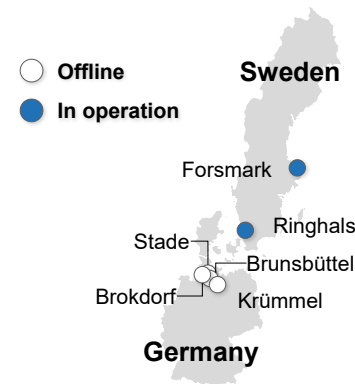 Offline
In operation
Sweden
Forsmark
Ringhals
Stade
Brunsbüttel
Brokdorf
Krümmel
Germany